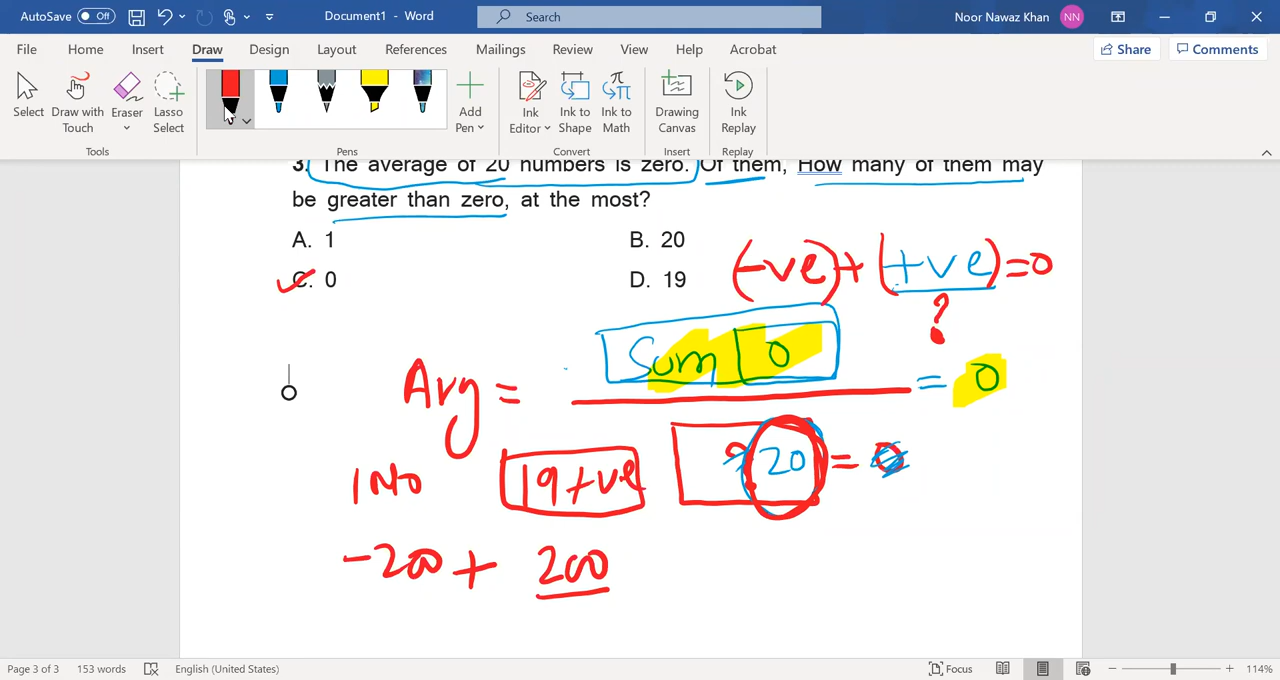 AutoSave Off Document1 - Word Search Noor Nawaz Khan NN
File Home Insert Draw Design Layout References Mailings Review View Help Acrobat Share Comments
Select Draw with Touch Eraser Lasso Select Add Pen Ink Editor Ink to Shape Ink to Math Drawing Canvas Ink Replay
Tools Pens Convert Insert Replay
3. The average of 20 numbers is zero. Of them, How many of them may
be greater than zero, at the most?
A. 1 B. 20
C. 0 D. 19
(-ve) + (+ve) = 0
?
Sum 0
Avg = = 0
? 20 = 0
1 No 19 +ve
-200 + 200
Page 3 of 3 153 words English (United States) Focus 114%